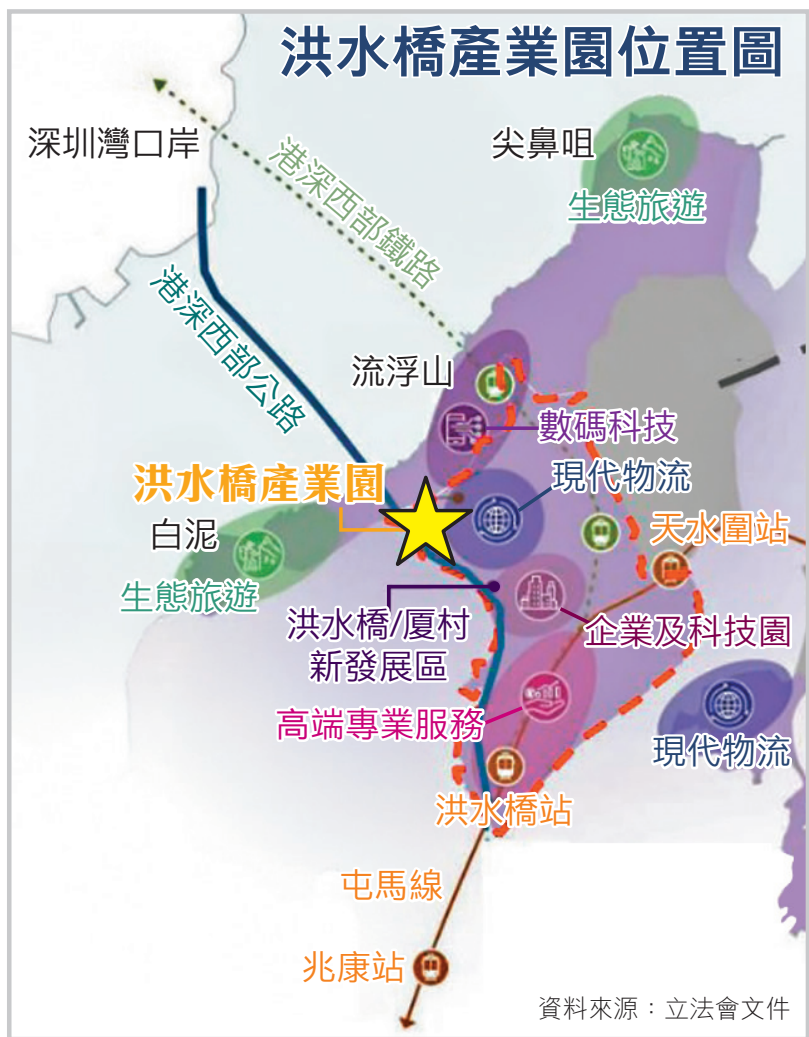 洪水橋產業園位置圖
深圳灣口岸
尖鼻咀
生態旅遊
港深西部鐵路
港深西部公路
流浮山
數碼科技
洪水橋產業園
現代物流
白泥
天水圍站
生態旅遊
洪水橋/厦村
新發展區
企業及科技園
高端專業服務
現代物流
洪水橋站
屯馬線
兆康站
資料來源：立法會文件